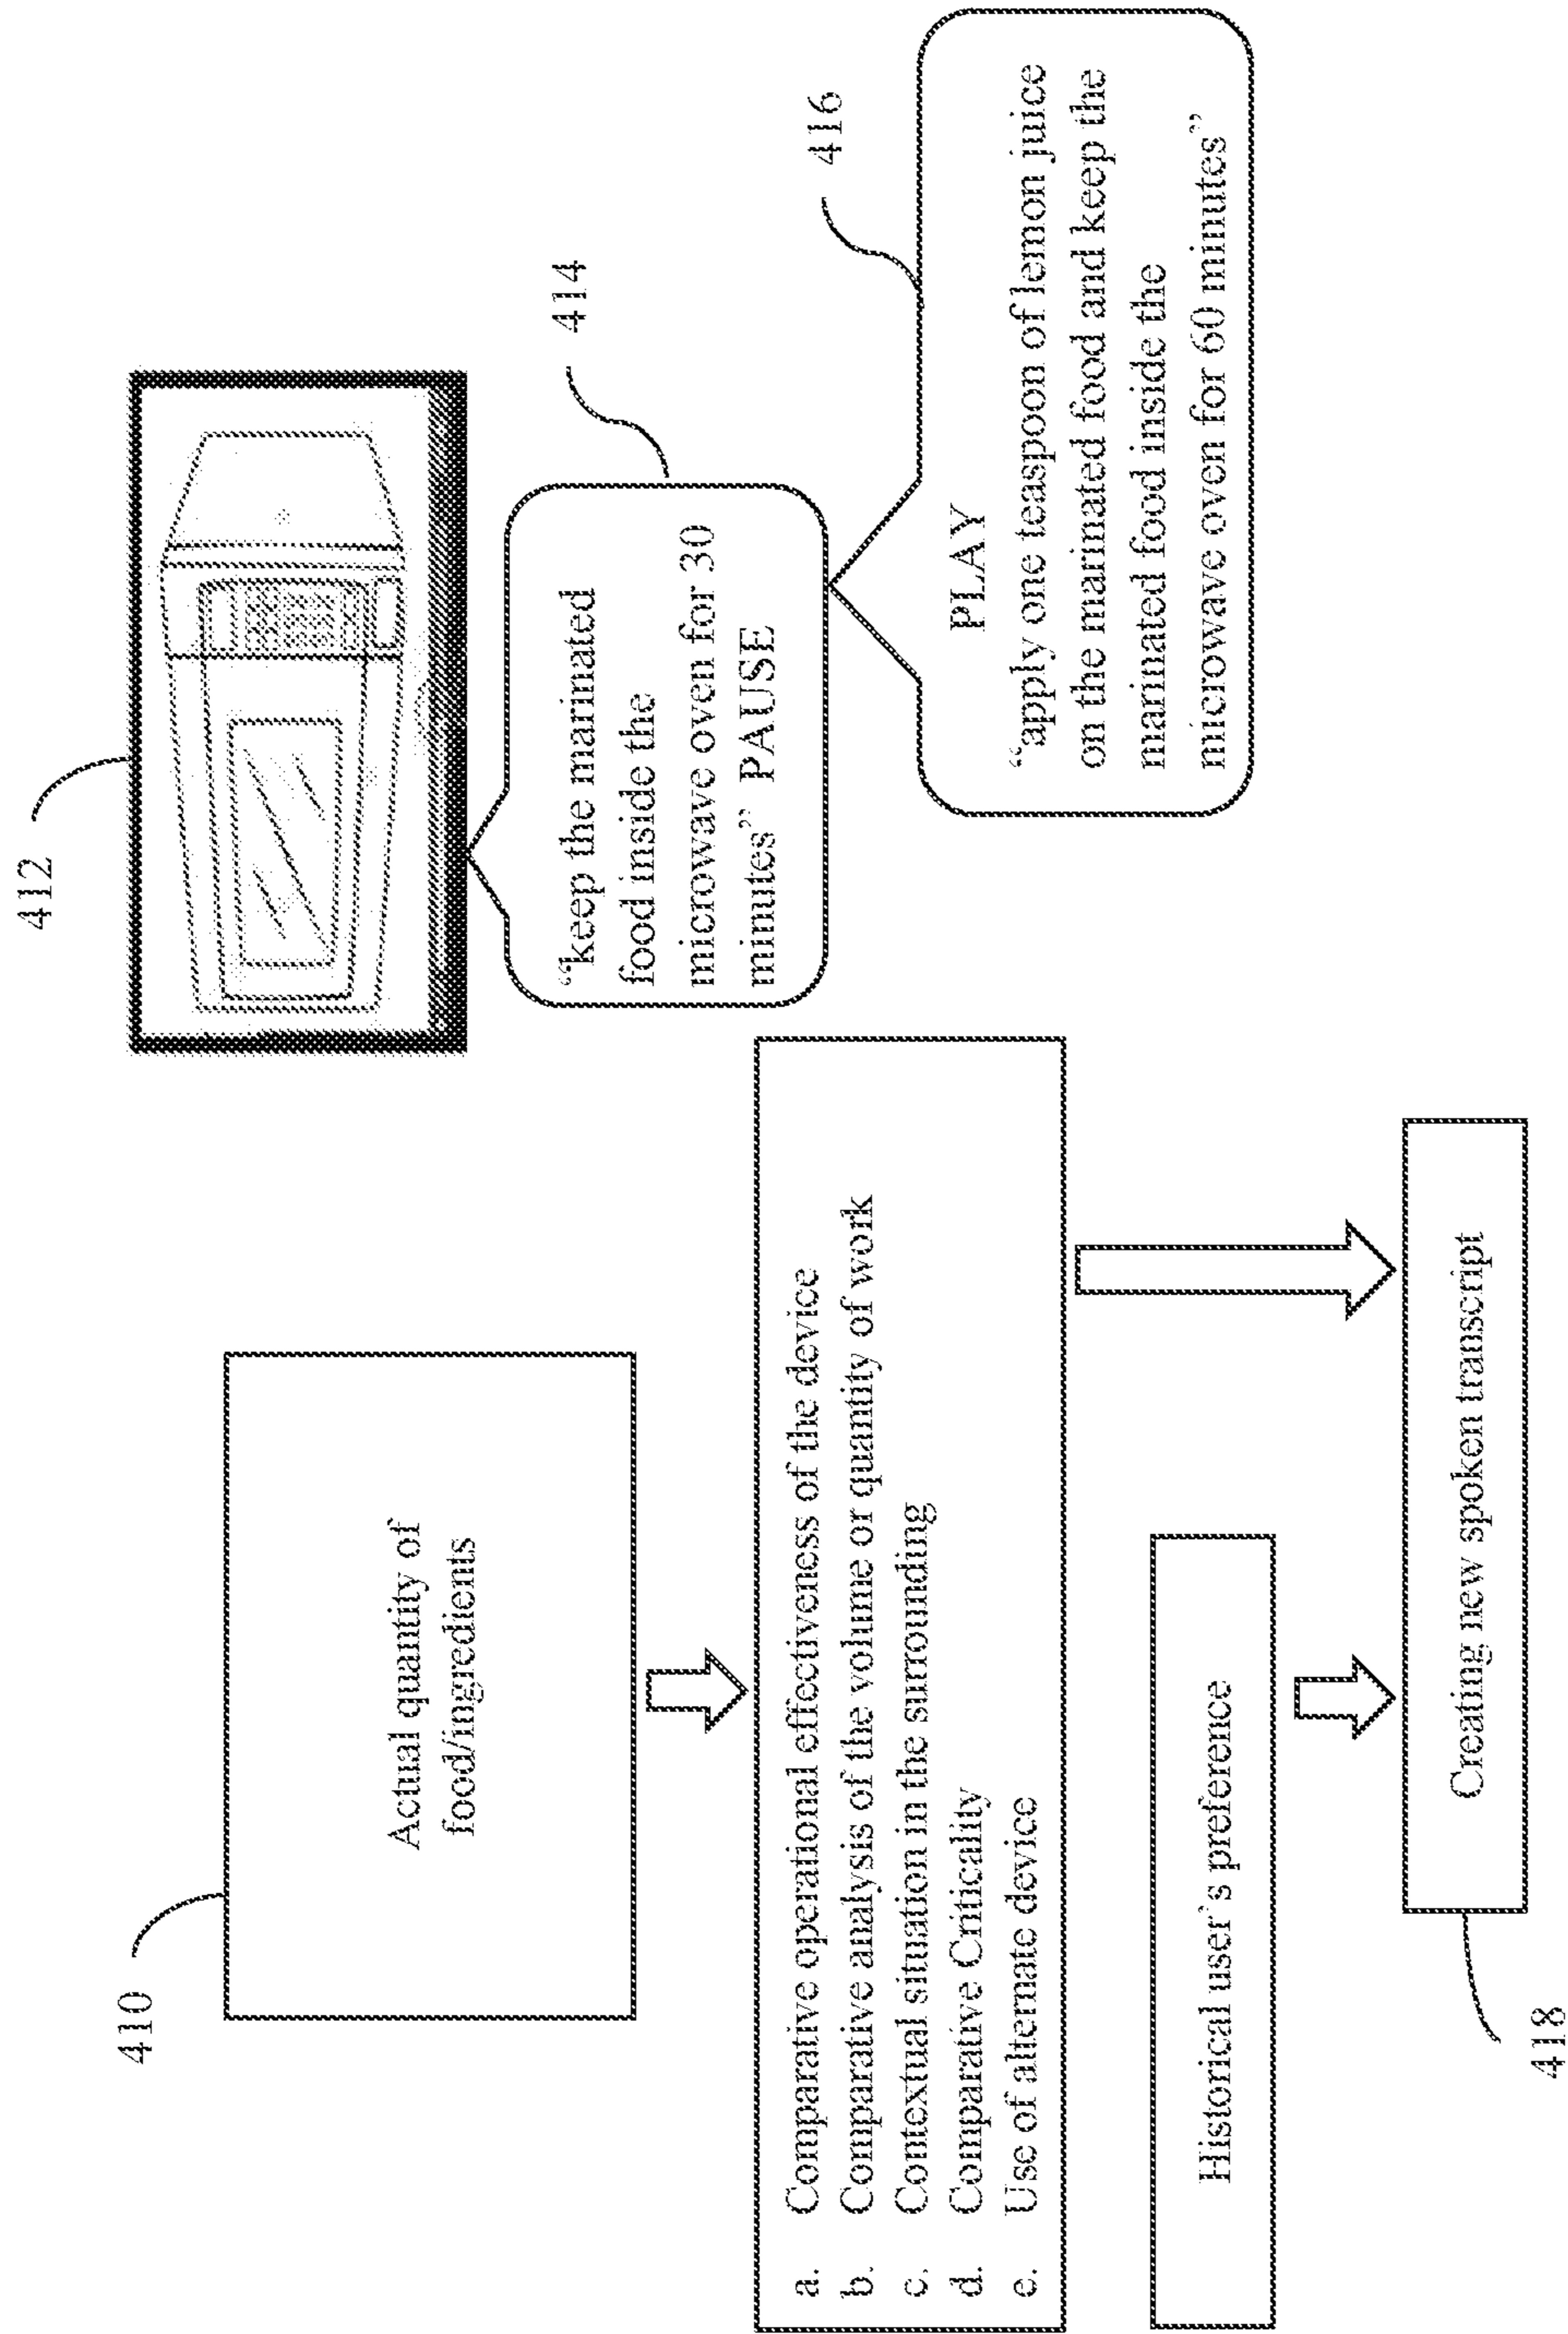 410
Actual quantity of
food/ingredients
a. Comparative operational effectiveness of the device
b. Comparative analysis of the volume or quantity of work
c. Contextual situation in the surrounding
d. Comparative Criticality
e. Use of alternate device
Historical user's preference
Creating new spoken transcript
418
412
“keep the marinated
food inside the
microwave oven for 30
minutes” PAUSE
414
PLAY
“apply one teaspoon of lemon juice
on the marinated food and keep the
marinated food inside the
microwave oven for 60 minutes”
416